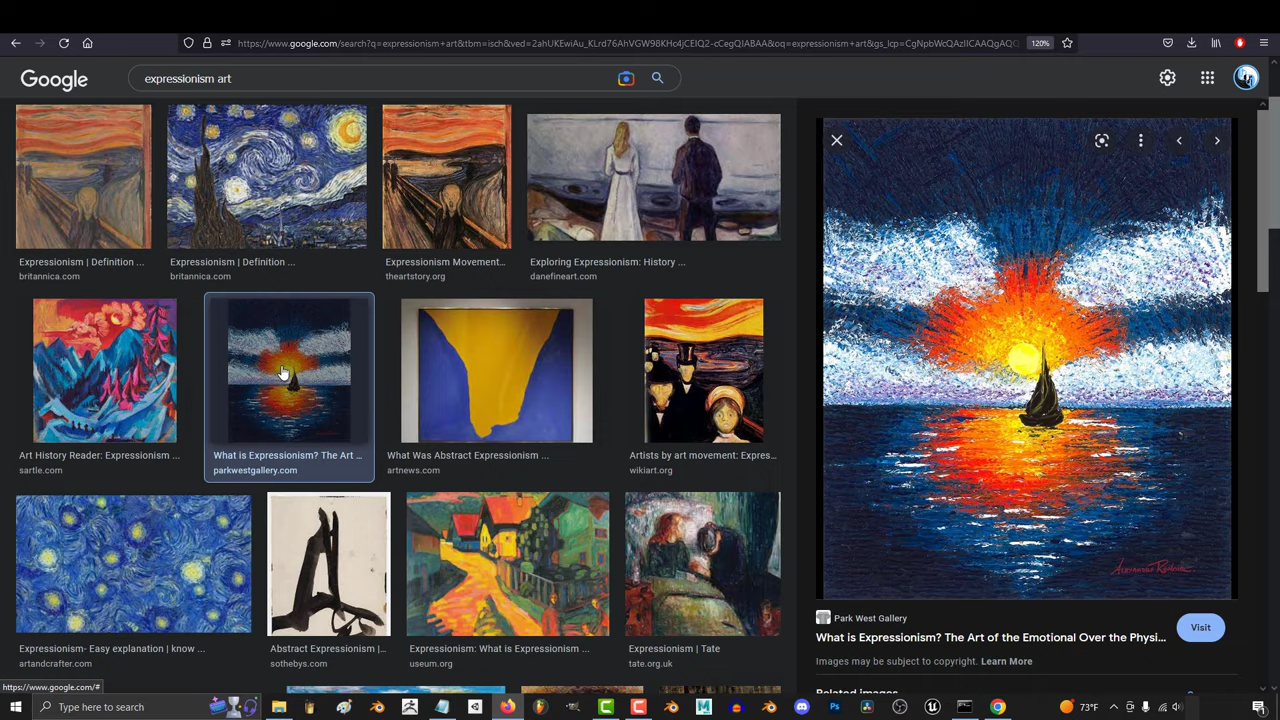 https://www.google.com/search?q=expressionism+art&tbm=isch&ved=2ahUKEwiAu_KLrd76AhVGW98KHc4jCEIQ2-cCegQIABAA&oq=expressionism+art&gs_lcp=CgNpbWcQAzIICAAQgAQQ
120%
Google
expressionism art
Expressionism | Definition ...
britannica.com
Expressionism | Definition ...
britannica.com
Expressionism Movement...
theartstory.org
Exploring Expressionism: History ...
danefineart.com
Art History Reader: Expressionism ...
sartle.com
What is Expressionism? The Art ...
parkwestgallery.com
What Was Abstract Expressionism ...
artnews.com
Artists by art movement: Expres...
wikiart.org
Expressionism- Easy explanation | know ...
artandcrafter.com
Abstract Expressionism |...
sothebys.com
Expressionism: What is Expressionism ...
useum.org
Expressionism | Tate
tate.org.uk
Park West Gallery
What is Expressionism? The Art of the Emotional Over the Physi...
Visit
Images may be subject to copyright. Learn More
Related images
https://www.google.com/#
Type here to search
73°F